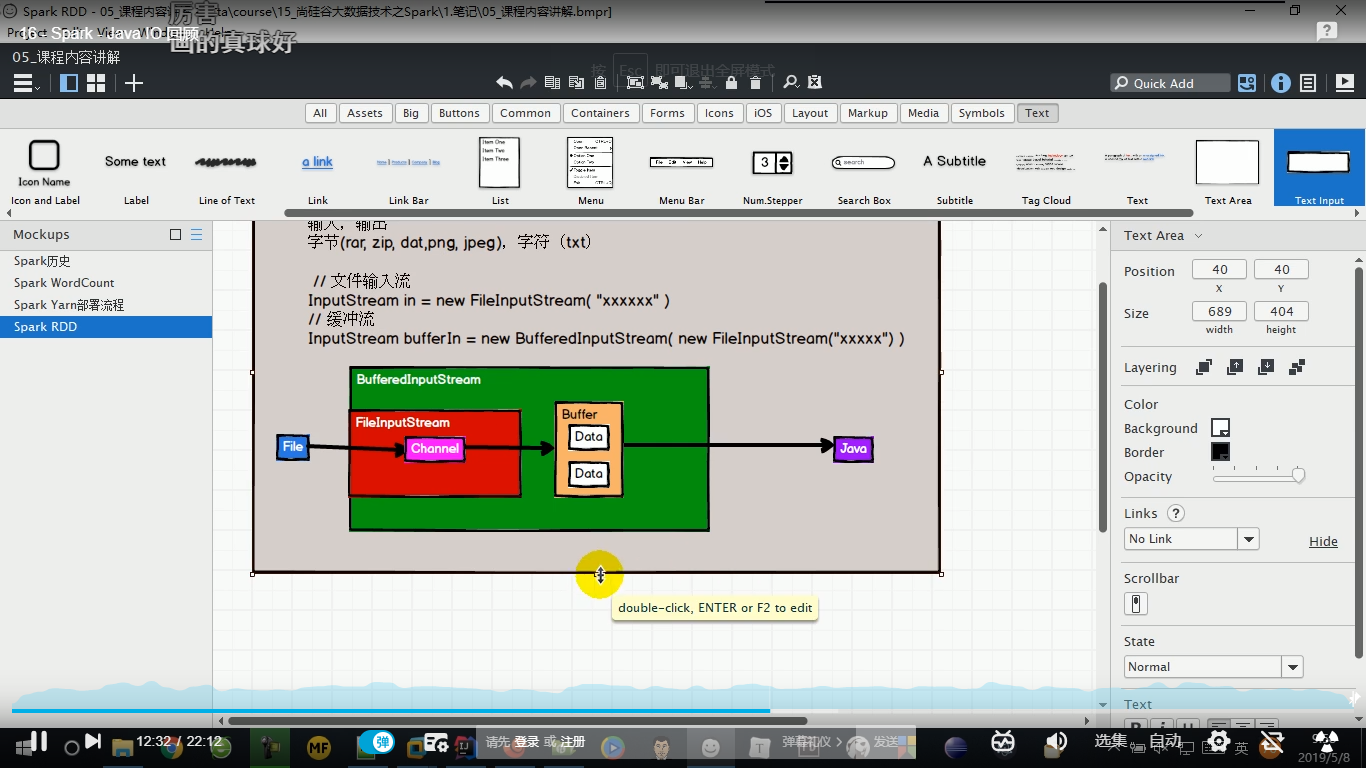 Spark RDD - 05_课程内容讲
ta\course\15_尚硅谷大数据技术之Spark\1.笔记\05_课程内容讲解.bmpr]
厉害
16 - Spark - Java IO 回顾
画的真球好
05_课程内容讲解
按 Esc 即可退出全屏模式
Quick Add
All Assets Big Buttons Common Containers Forms Icons iOS Layout Markup Media Symbols Text
Icon Name
Some text
a link
Item One
Item Two
Item Three
3
search
A Subtitle
Icon and Label Label Line of Text Link Link Bar List Menu Menu Bar Num.Stepper Search Box Subtitle Tag Cloud Text Text Area Text Input
Mockups
Spark历史
Spark WordCount
Spark Yarn部署流程
Spark RDD
输入，输出
字节(rar, zip, dat,png, jpeg)，字符（txt）
// 文件输入流
InputStream in = new FileInputStream( "xxxxxx" )
// 缓冲流
InputStream bufferIn = new BufferedInputStream( new FileInputStream("xxxxx") )
BufferedInputStream
FileInputStream
Buffer
Data
File
Channel
Java
Data
double-click, ENTER or F2 to edit
Text Area
Position 40 40
X Y
Size 689 404
width height
Layering
Color
Background
Border
Opacity
Links ?
No Link Hide
Scrollbar
State
Normal
Text
B i U
12:32 / 22:12
弹
请先 登录 或 注册
弹幕礼仪 >
发送
选集
自动
英
2019/5/8